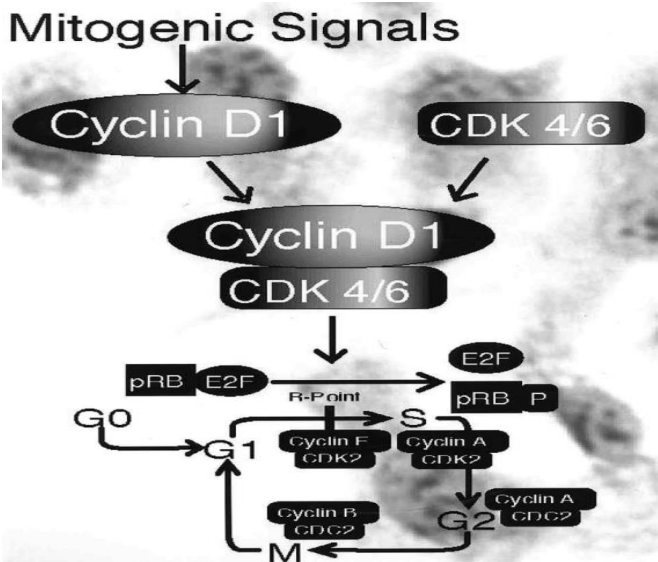 Mitogenic Signals
Cyclin D1
CDK 4/6
Cyclin D1
CDK 4/6
E2F
pRB E2F
pRB P
R-Point
G0
G1
S
Cyclin E
CDK2
Cyclin A
CDK2
Cyclin A
CDC2
G2
Cyclin B
CDC2
M